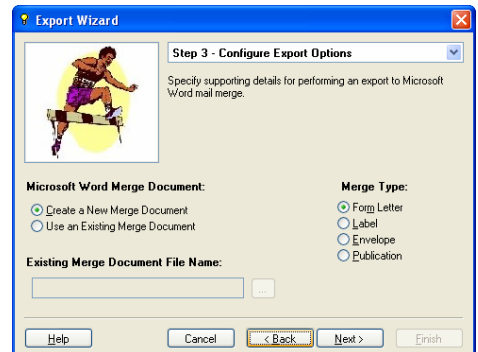 Export Wizard
Step 3 - Configure Export Options
Specify supporting details for performing an export to Microsoft
Word mail merge.
Microsoft Word Merge Document:
Create a New Merge Document
Use an Existing Merge Document
Existing Merge Document File Name:
...
Merge Type:
Form Letter
Label
Envelope
Publication
Help
Cancel
< Back
Next >
Finish